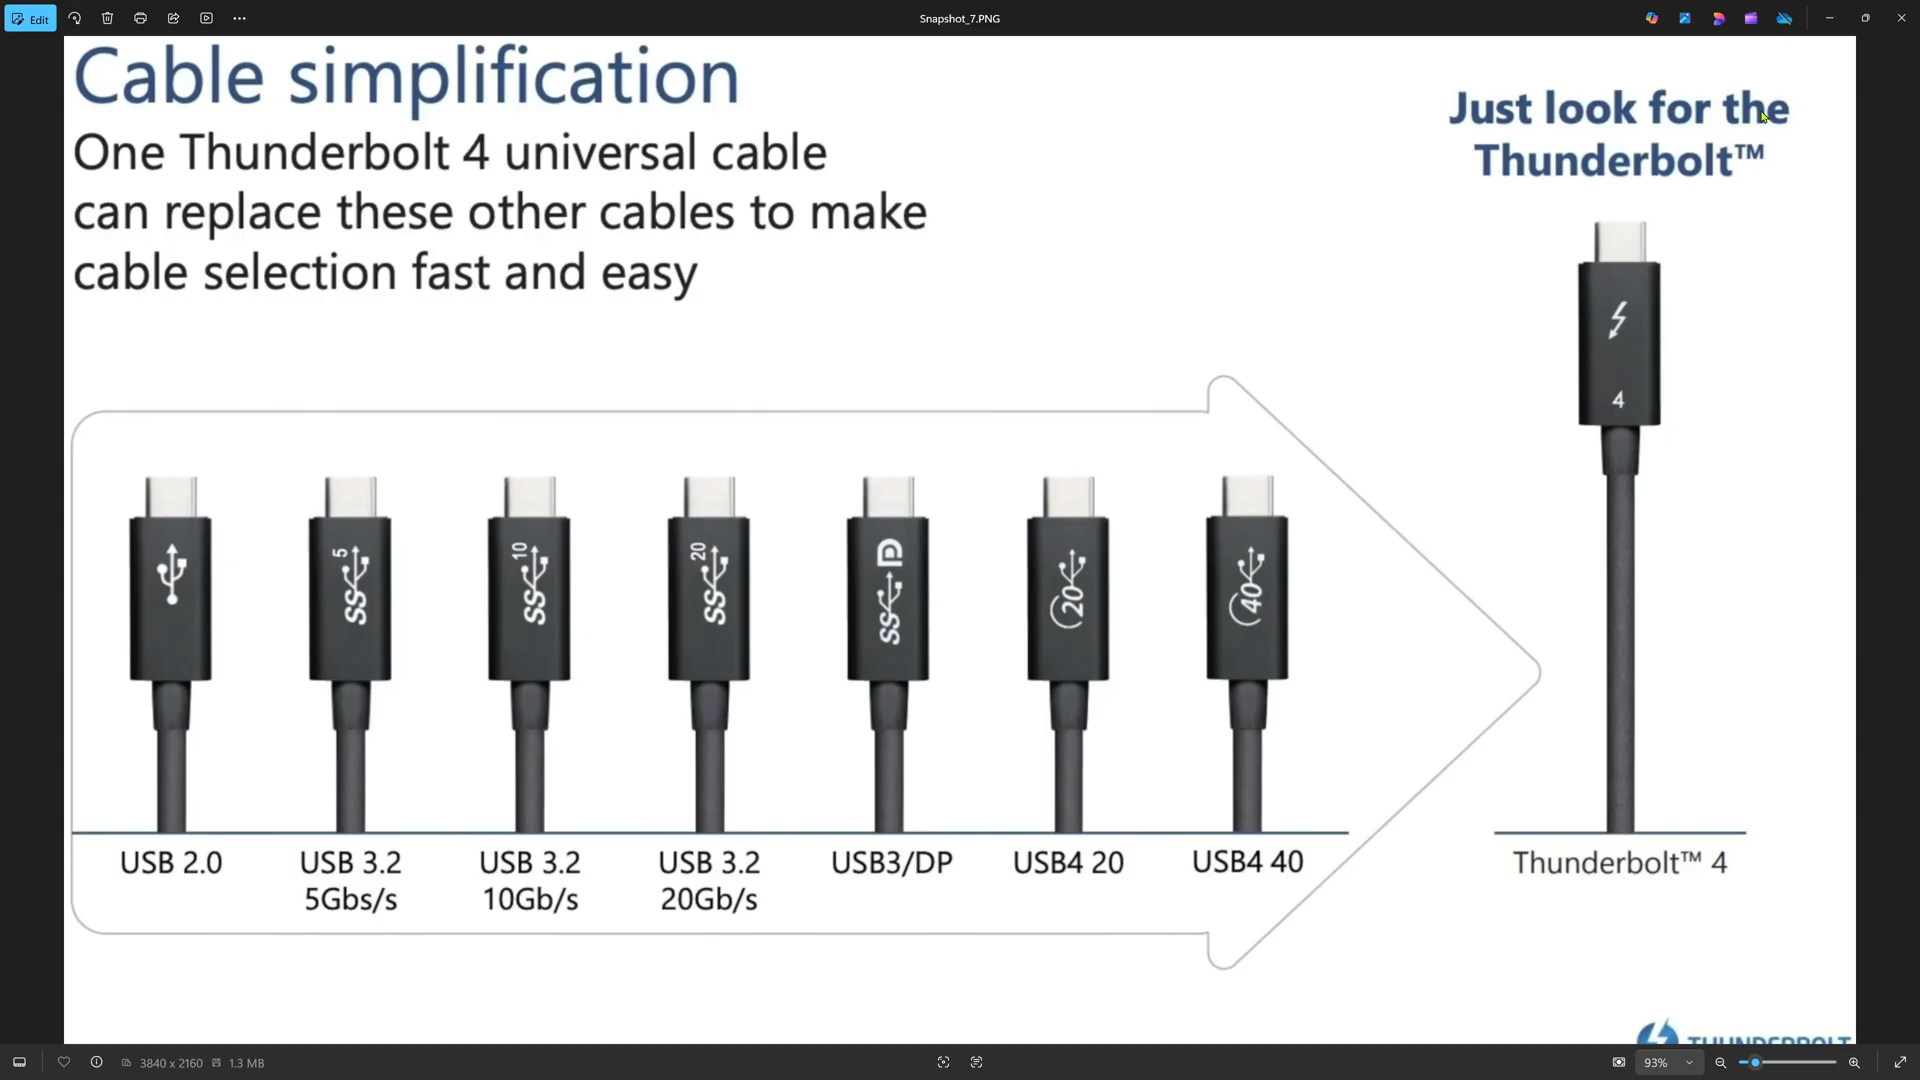 Edit
Snapshot_7.PNG
Cable simplification
One Thunderbolt 4 universal cable
can replace these other cables to make
cable selection fast and easy
Just look for the
Thunderbolt™
4
5
SS
10
SS
20
SS
SS
20
40
USB 2.0
USB 3.2
5Gbs/s
USB 3.2
10Gb/s
USB 3.2
20Gb/s
USB3/DP
USB4 20
USB4 40
Thunderbolt™ 4
THUNDERBOLT
3840 x 2160
1.3 MB
93%